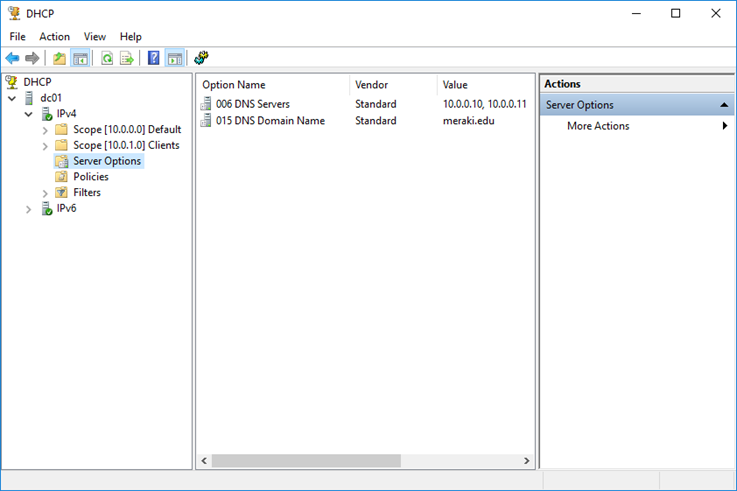 DHCP
File Action View Help
DHCP
dc01
IPv4
Scope [10.0.0.0] Default
Scope [10.0.1.0] Clients
Server Options
Policies
Filters
IPv6
Option Name Vendor Value
006 DNS Servers Standard 10.0.0.10, 10.0.0.11
015 DNS Domain Name Standard meraki.edu
Actions
Server Options
More Actions